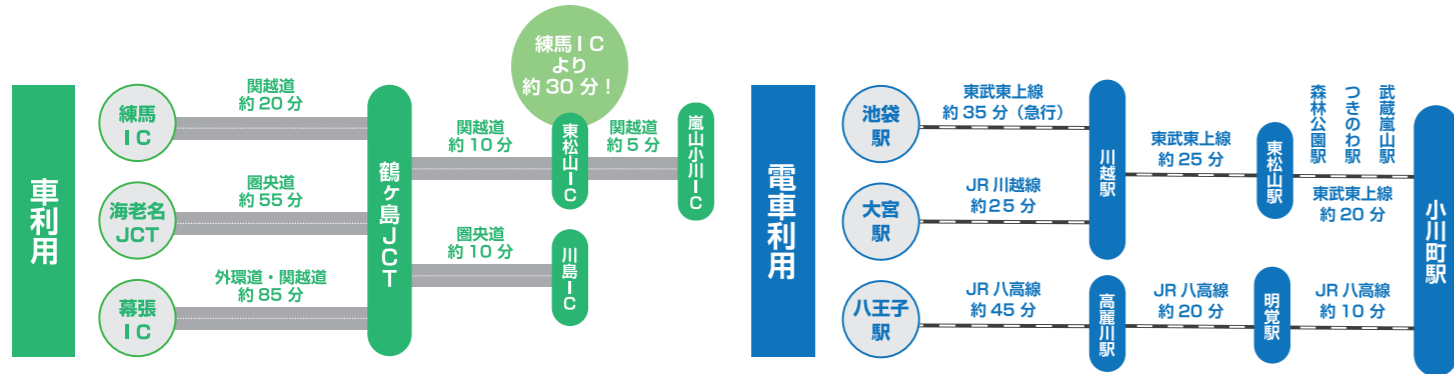 車利用
練馬
IC
関越道
約20分
海老名
JCT
圏央道
約55分
幕張
IC
外環道・関越道
約85分
鶴ヶ島JCT
関越道
約10分
練馬IC
より
約30分!
東松山IC
関越道
約5分
嵐山小川IC
圏央道
約10分
川島IC
電車利用
池袋
駅
東武東上線
約35分(急行)
大宮
駅
JR川越線
約25分
川越駅
東武東上線
約25分
東松山駅
森林公園駅
つきのわ駅
武蔵嵐山駅
東武東上線
約20分
八王子
駅
JR八高線
約45分
高麗川駅
JR八高線
約20分
明覚駅
JR八高線
約10分
小川町駅